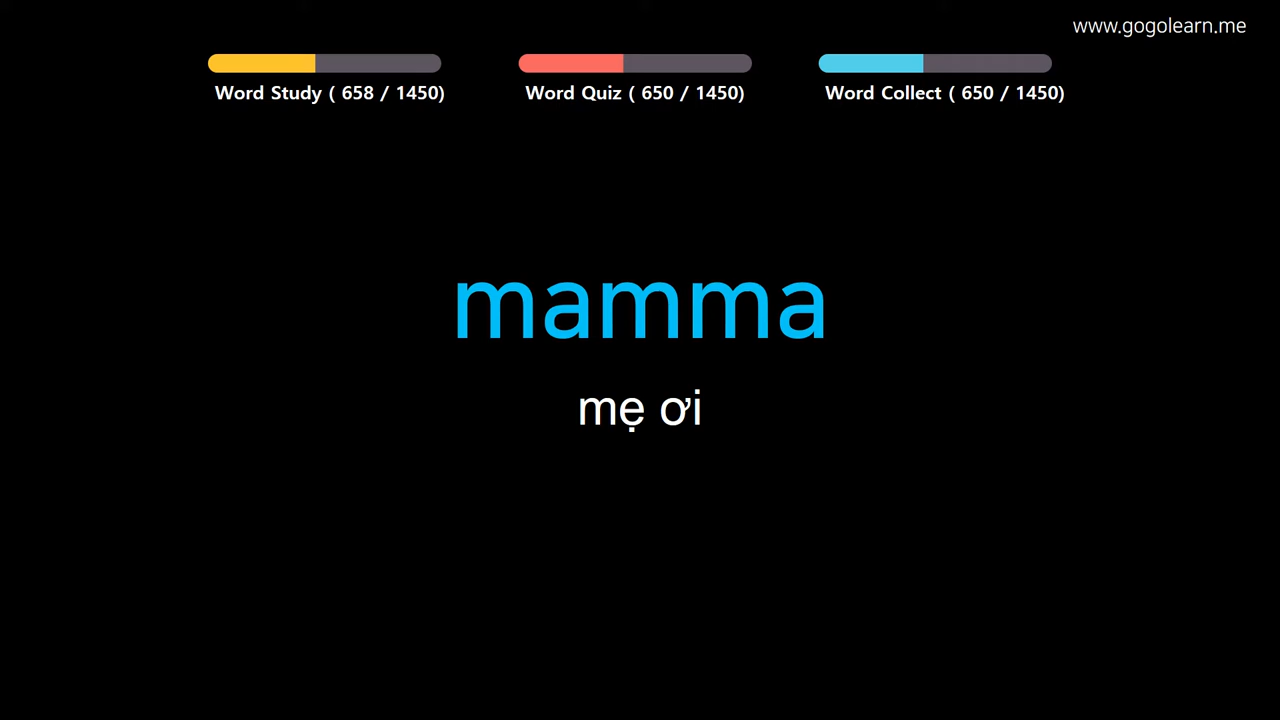 www.gogolearn.me
Word Study ( 658 / 1450)
Word Quiz ( 650 / 1450)
Word Collect ( 650 / 1450)
mamma
mẹ ơi